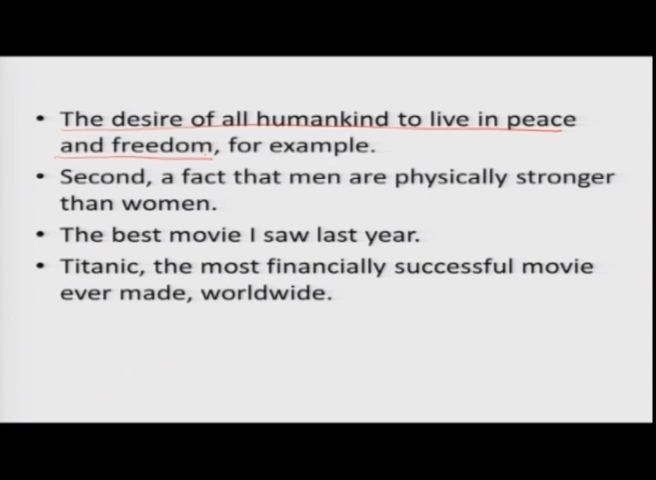 • The desire of all humankind to live in peace
and freedom, for example.
• Second, a fact that men are physically stronger
than women.
• The best movie I saw last year.
• Titanic, the most financially successful movie
ever made, worldwide.